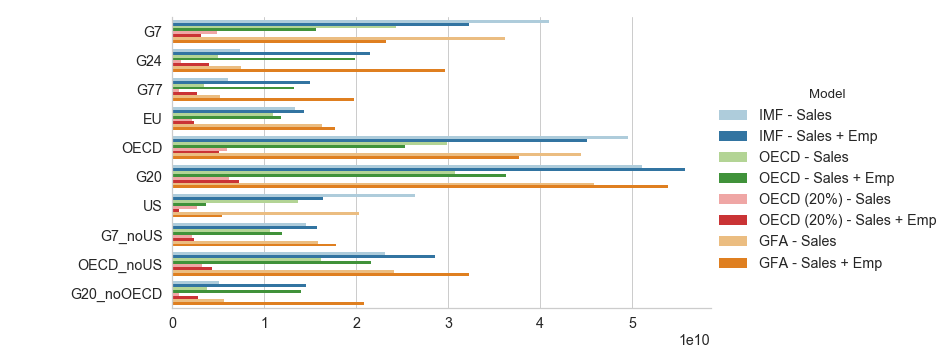 G7
G24
G77
EU
OECD
G20
US
G7_noUS
OECD_noUS
G20_noOECD
0 1 2 3 4 5
1e10
Model
IMF - Sales
IMF - Sales + Emp
OECD - Sales
OECD - Sales + Emp
OECD (20%) - Sales
OECD (20%) - Sales + Emp
GFA - Sales
GFA - Sales + Emp